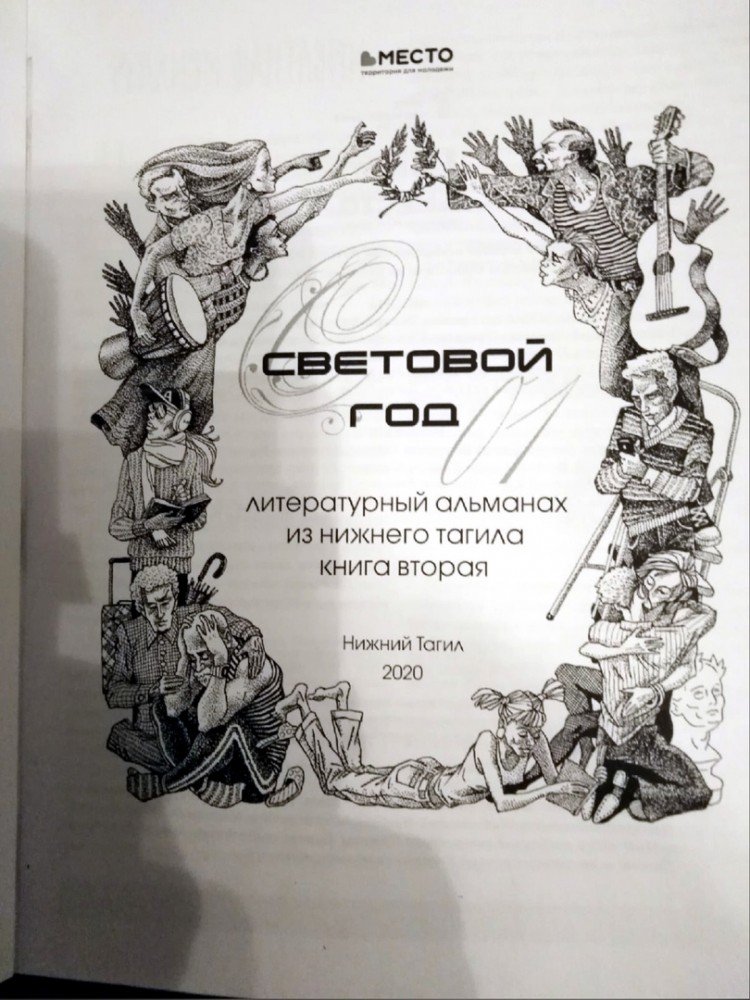 МЕСТО
территория для молодежи
СВЕТОВОЙ
ГОД
01
литературный альманах
из нижнего тагила
книга вторая
Нижний Тагил
2020